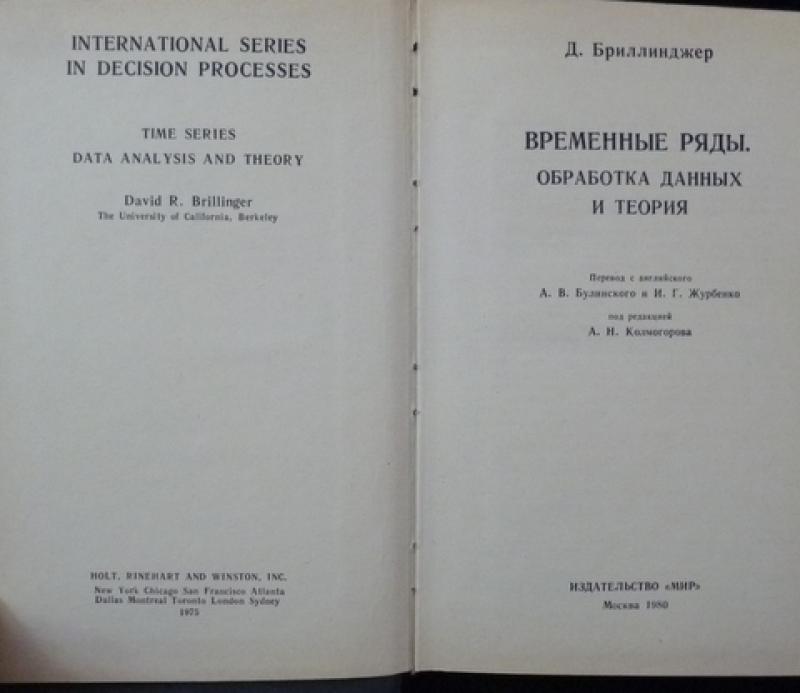 INTERNATIONAL SERIES
IN DECISION PROCESSES
TIME SERIES
DATA ANALYSIS AND THEORY
David R. Brillinger
The University of California, Berkeley
HOLT, RINEHART AND WINSTON, INC.
New York Chicago San Francisco Atlanta
Dallas Montreal Toronto London Sydney
1975
Д. Бриллинджер
ВРЕМЕННЫЕ РЯДЫ.
ОБРАБОТКА ДАННЫХ
И ТЕОРИЯ
Перевод с английского
А. В. Булинского и И. Г. Журбенко
под редакцией
А. Н. Колмогорова
ИЗДАТЕЛЬСТВО «МИР»
Москва 1980